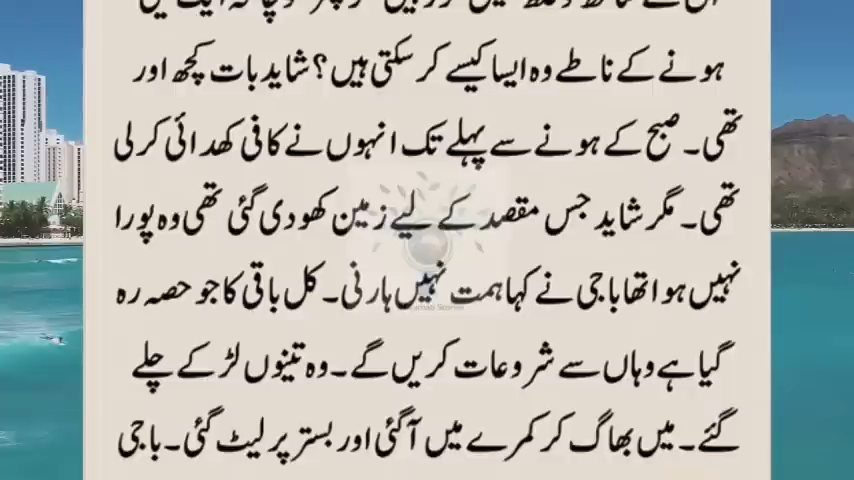 ہونے کے ناطے وہ ایسا کیسے کر سکتی ہیں؟ شاید بات کچھ اور
تھی۔ صبح کے ہونے سے پہلے تک انہوں نے کافی کھدائی کر لی
تھی۔ مگر شاید جس مقصد کے لیے زمین کھودی گئی تھی وہ پورا
نہیں ہوا تھا باجی نے کہا ہمت نہیں ہارنی۔ کل باقی کا جو حصہ رہ
گیا ہے وہاں سے شروعات کریں گے۔ وہ تینوں لڑکے چلے
گئے۔ میں بھاگ کر کمرے میں آ گئی اور بستر پر لیٹ گئی۔ باجی